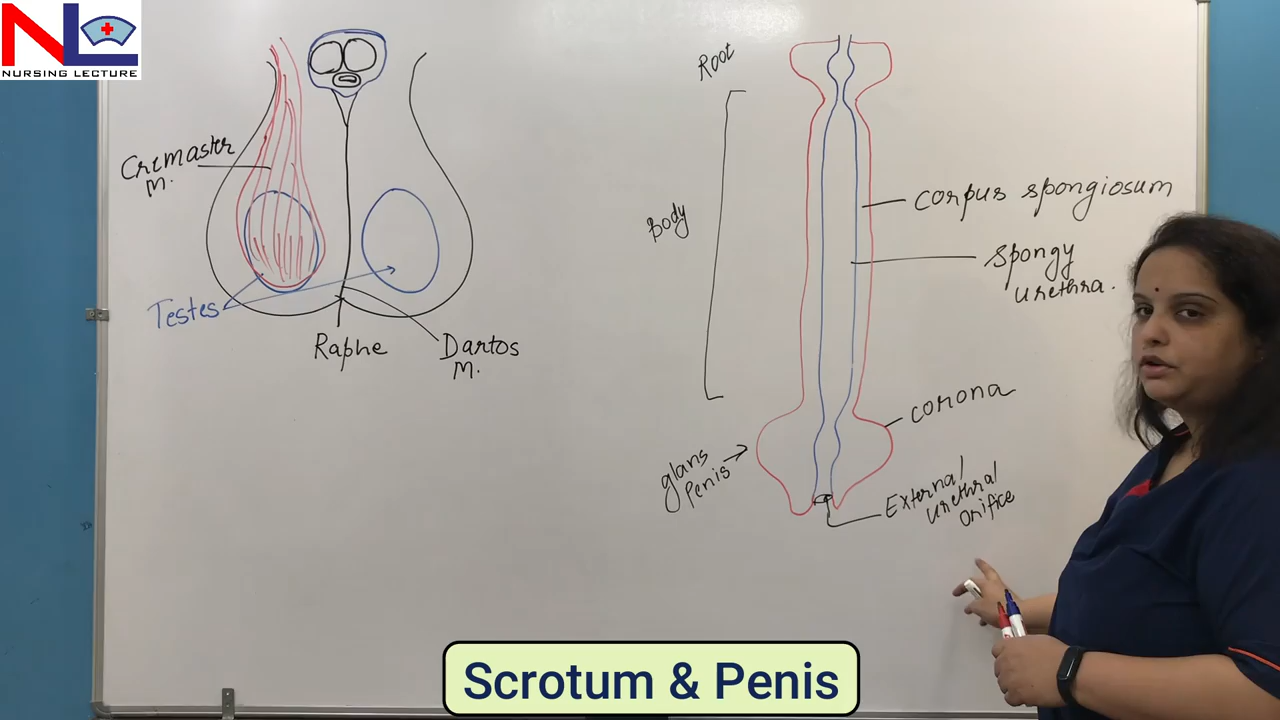 NL
NURSING LECTURE
Cremaster
M.
Testes
Raphe
Dartos
M.
Root
Body
glans
Penis
corpus spongiosum
spongy
urethra.
corona
External
urethral
orifice
Scrotum & Penis